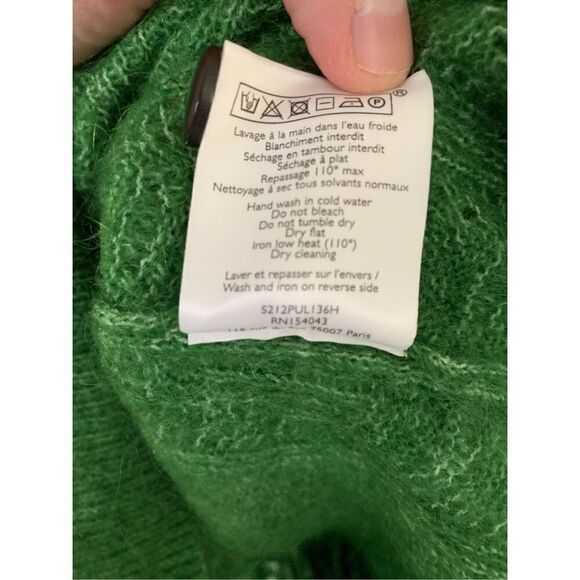 P ®
Lavage à la main dans l'eau froide
Blanchiment interdit
Séchage en tambour interdit
Séchage à plat
Repassage 110° max
Nettoyage à sec tous solvants normaux
Hand wash in cold water
Do not bleach
Do not tumble dry
Dry flat
Iron low heat (110°)
Dry cleaning
Laver et repasser sur l'envers /
Wash and iron on reverse side
S212PUL136H
RN154043
75007 Paris